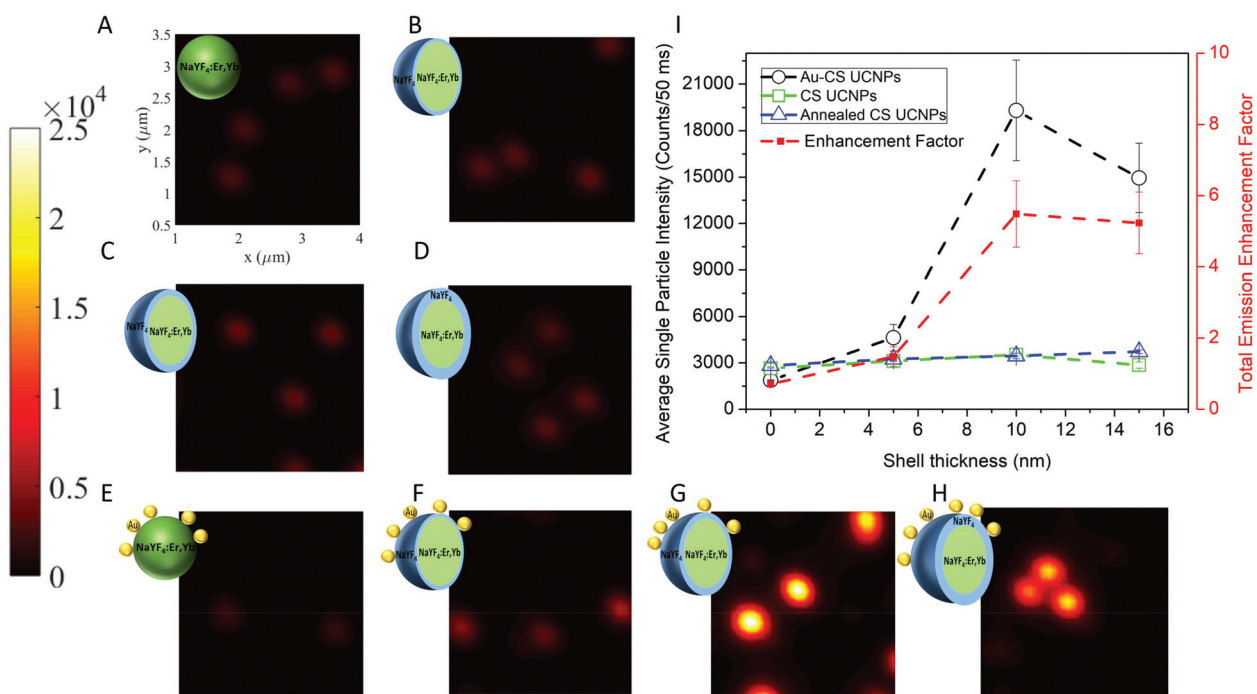 A
B
3.5
3
2.5
2
1.5
1
0.5
y (μm)
1
2
3
4
x (μm)
NaYF4:Er,Yb
NaYF4
NaYF4:Er,Yb
×10⁴
2.5
2
1.5
1
0.5
0
C
D
NaYF4
NaYF4:Er,Yb
NaYF4
NaYF4:Er,Yb
E
F
G
H
Au
NaYF4:Er,Yb
Au
NaYF4
NaYF4:Er,Yb
Au
NaYF4
NaYF4:Er,Yb
Au
NaYF4
NaYF4:Er,Yb
I
Average Single Particle Intensity (Counts/50 ms)
21000
18000
15000
12000
9000
6000
3000
0
Au-CS UCNPs
CS UCNPs
Annealed CS UCNPs
Enhancement Factor
0
2
4
6
8
10
12
14
16
Shell thickness (nm)
10
8
6
4
2
0
Total Emission Enhancement Factor